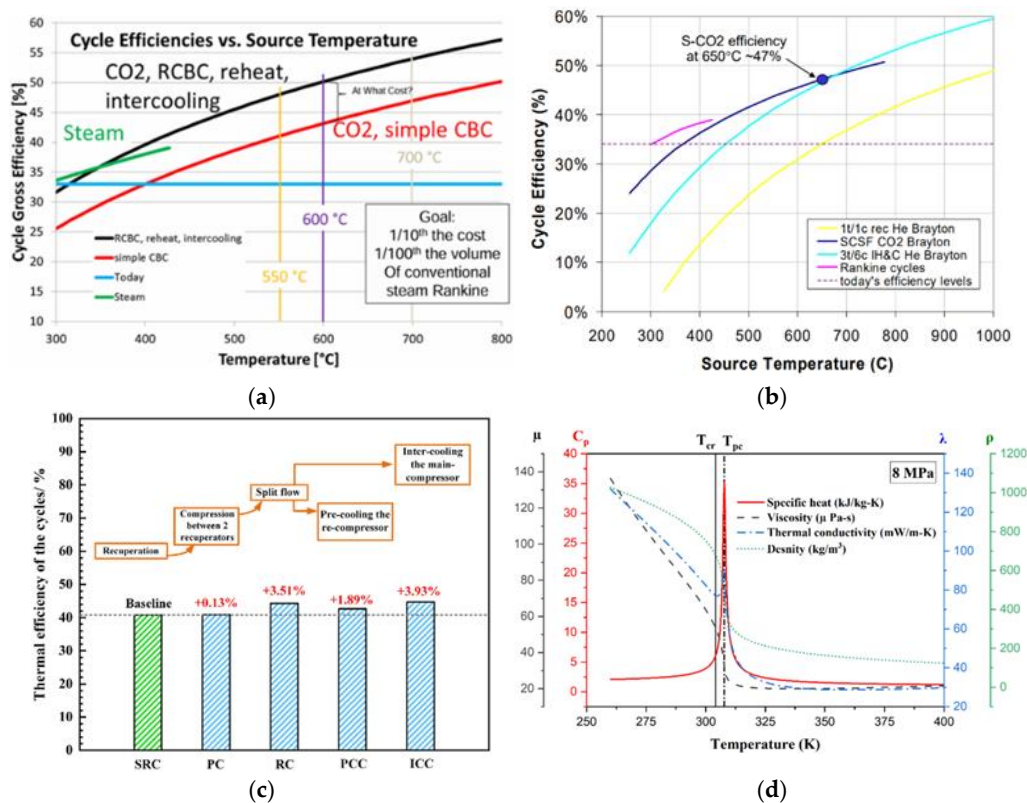 Cycle Efficiencies vs. Source Temperature
CO2, RCBC, reheat,
intercooling
At What Cost?
Steam
CO2, simple CBC
700 °C
600 °C
550 °C
Goal:
1/10th the cost
1/100th the volume
Of conventional
steam Rankine
RCBC, reheat, intercooling
simple CBC
Today
Steam
Cycle Gross Efficiency [%]
60
55
50
45
40
35
30
25
20
15
10
300
400
500
600
700
800
Temperature [°C]
(a)
S-CO2 efficiency
at 650°C ~47%
Cycle Efficiency (%)
60%
50%
40%
30%
20%
10%
0%
1t/1c rec He Brayton
SCSF CO2 Brayton
3t/6c IH&C He Brayton
Rankine cycles
today's efficiency levels
200 300 400 500 600 700 800 900 1000
Source Temperature (C)
(b)
Thermal efficiency of the cycles/ %
100
90
80
70
60
50
40
30
20
10
0
Recuperation
Compression
between 2
recuperators
Split flow
Inter-cooling
the main-
compressor
Pre-cooling the
re-compressor
Baseline
+0.13%
+3.51%
+1.89%
+3.93%
SRC
PC
RC
PCC
ICC
(c)
μ
Cp
Tcr
Tpc
λ
ρ
8 MPa
Specific heat (kJ/kg-K)
Viscosity (μ Pa-s)
Thermal conductivity (mW/m-K)
Desnity (kg/m3)
140
120
100
80
60
40
20
40
35
30
25
20
15
10
5
0
140
120
100
80
60
40
20
1200
1000
800
600
400
200
0
250
275
300
325
350
375
400
Temperature (K)
(d)